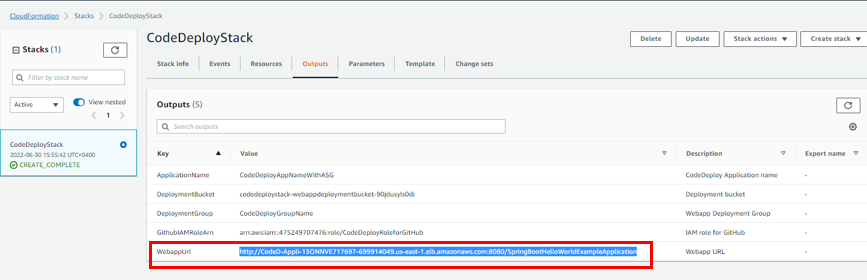 CloudFormation > Stacks > CodeDeployStack
Stacks (1)
Filter by stack name
Active
View nested
< 1 >
CodeDeployStack
2022-06-30 15:55:42 UTC+0400
CREATE_COMPLETE
CodeDeployStack
Delete
Update
Stack actions
Create stack
Stack info
Events
Resources
Outputs
Parameters
Template
Change sets
Outputs (5)
Search outputs
Key Value Description Export name
ApplicationName CodeDeployAppNameWithASG CodeDeploy Application name -
DeploymentBucket codedeploystack-webappdeploymentbucket-90jdusyls0di Deployment bucket -
DeploymentGroup CodeDeployGroupName Webapp Deployment Group -
GithubIAMRoleArn arn:aws:iam::475249707476:role/CodeDeployRoleforGitHub IAM role for GitHub -
WebappUrl http://CodeD-Appli-13ONNVE717697-699914049.us-east-1.elb.amazonaws.com:8080/SpringBootHelloWorldExampleApplication Webapp URL -